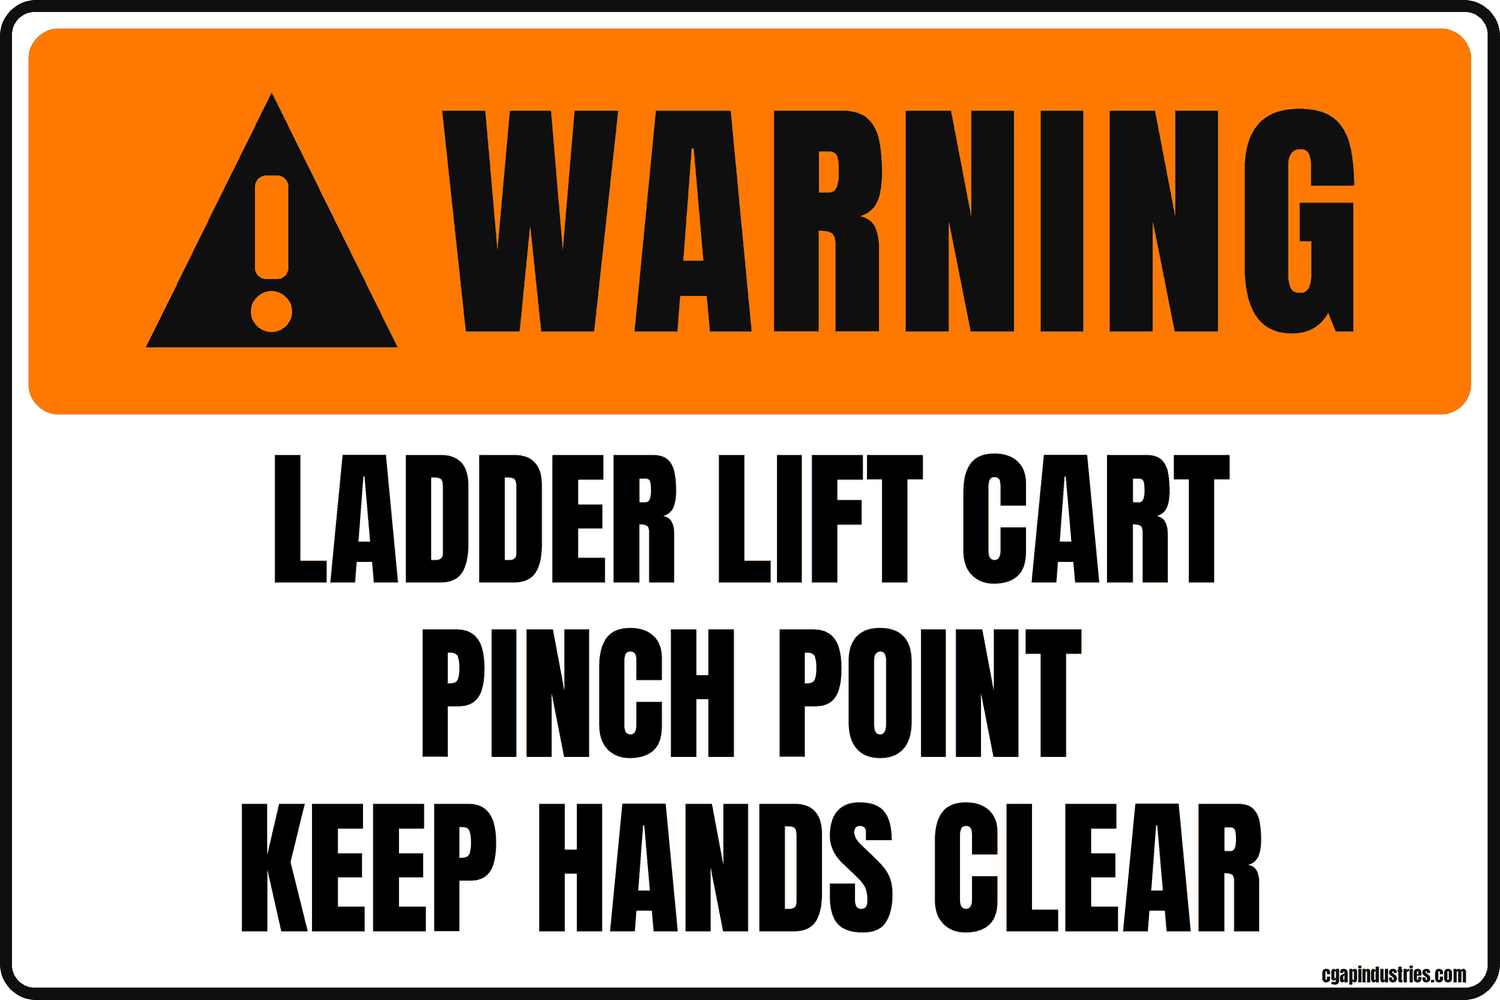 WARNING
LADDER LIFT CART
PINCH POINT
KEEP HANDS CLEAR
cgapindustries.com